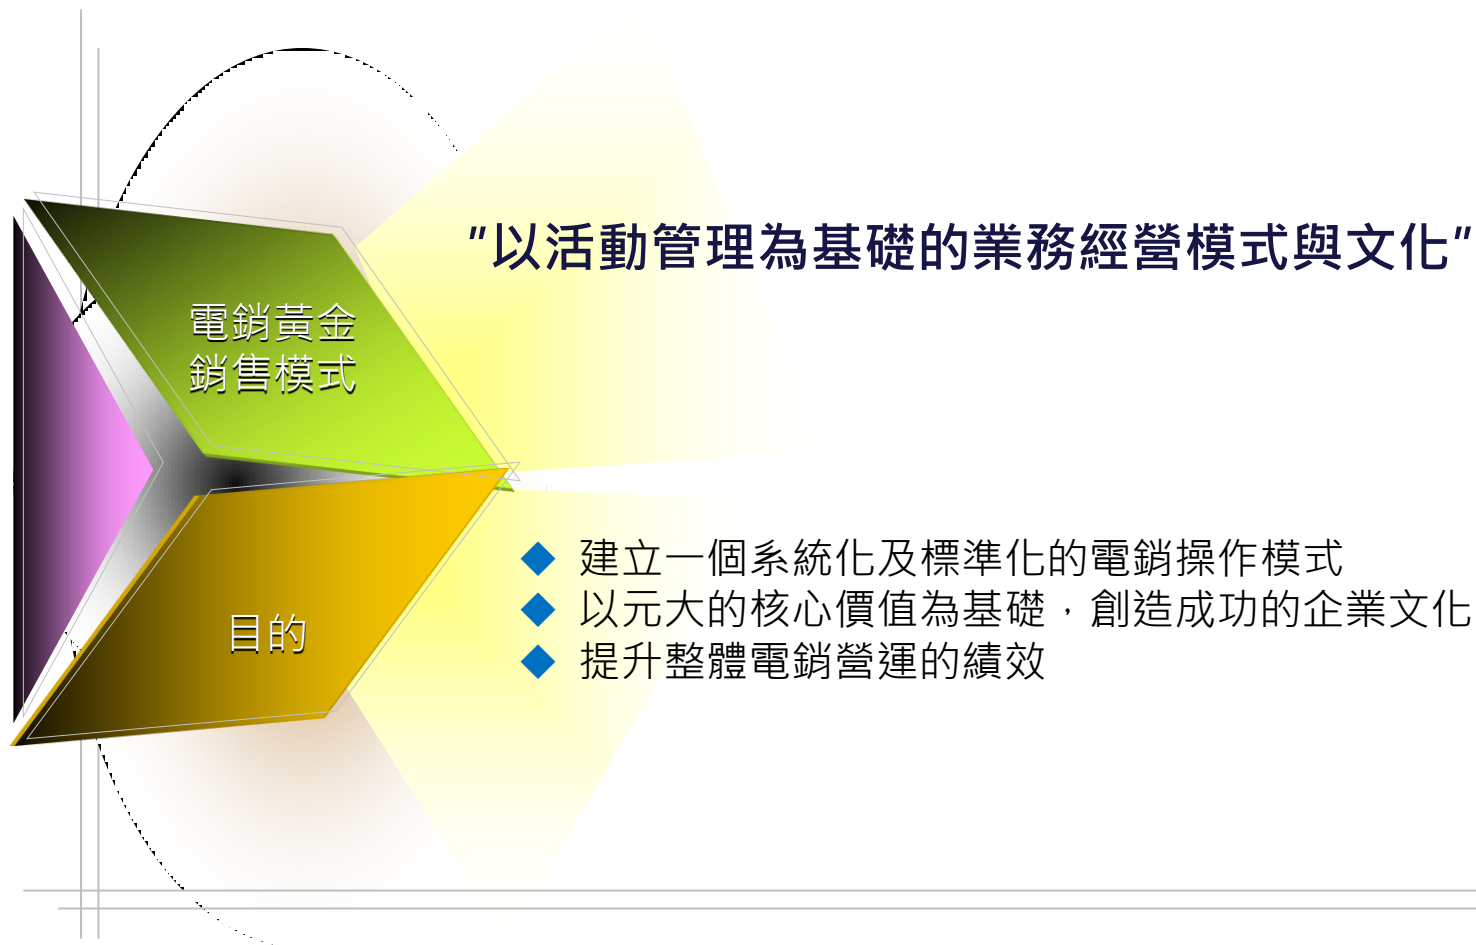 "以活動管理為基礎的業務經營模式與文化"
電銷黃金
銷售模式
目的
◆ 建立一個系統化及標準化的電銷操作模式
◆ 以元大的核心價值為基礎，創造成功的企業文化
◆ 提升整體電銷營運的績效